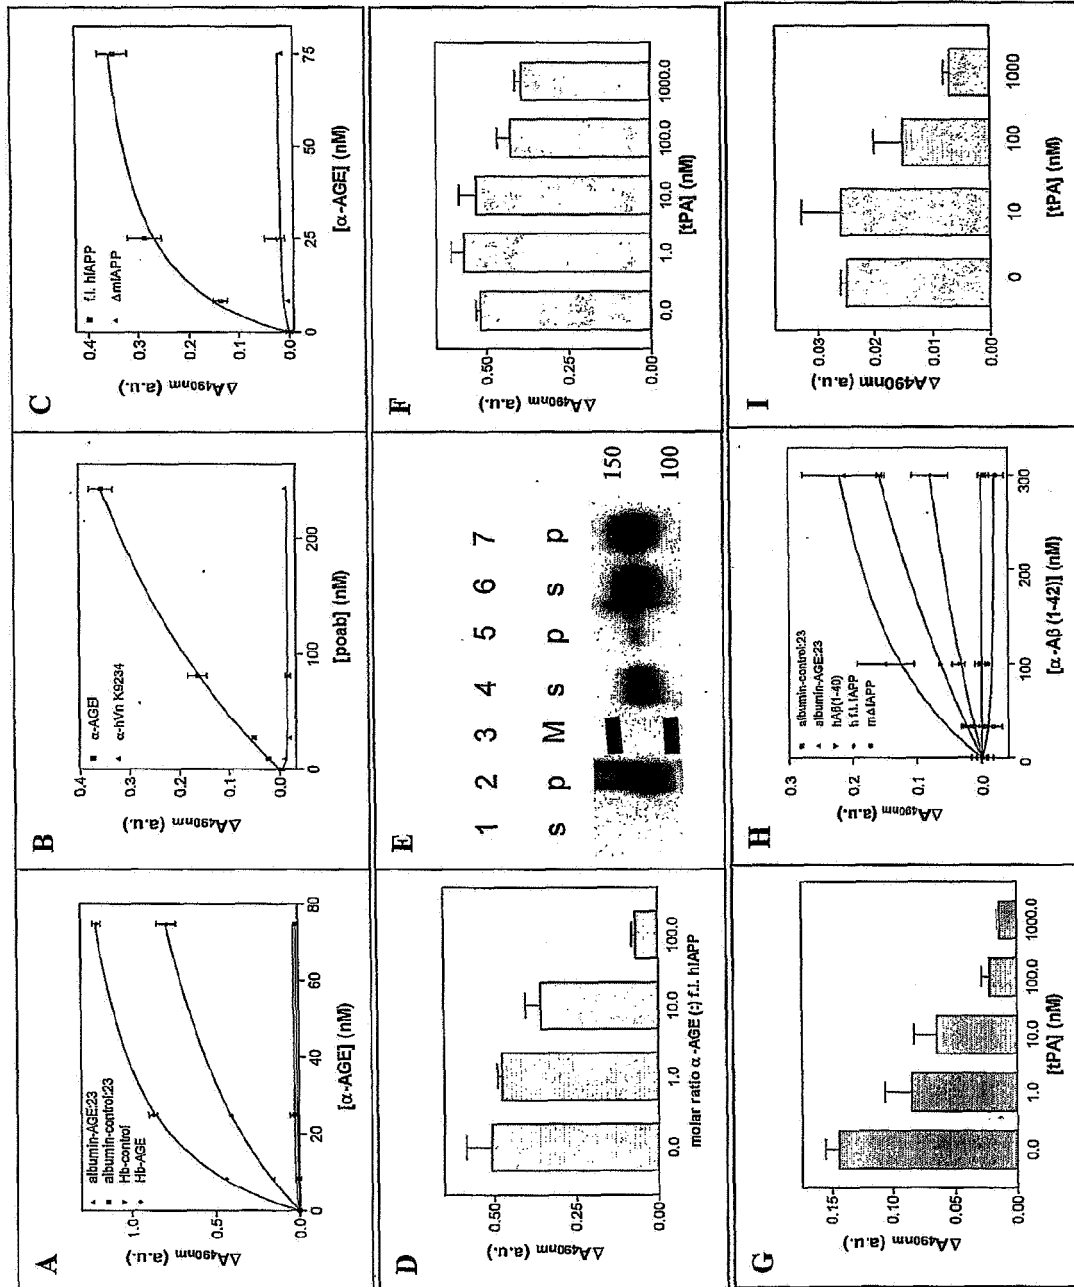 A
ΔA490nm (a.u.)
1.0
0.5
0.0
albumin-AGE:23
albumin-control:23
Hb-control
Hb-AGE
0
20
40
60
80
[α-AGE] (nM)
B
ΔA490nm (a.u.)
0.4
0.3
0.2
0.1
0.0
α-AGEI
α-hVn K9234
0
100
200
[poab] (nM)
C
ΔA490nm (a.u.)
0.4
0.3
0.2
0.1
0.0
f.l. hIAPP
ΔmIAPP
0
25
50
75
[α-AGE] (nM)
D
ΔA490nm (a.u.)
0.50
0.25
0.00
0.0
1.0
10.0
100.0
molar ratio α-AGE (:) f.l. hIAPP
E
1 2 3 4 5 6 7
s p M s p s p
150
100
F
ΔA490nm (a.u.)
0.50
0.25
0.00
0.0
1.0
10.0
100.0
1000.0
[tPA] (nM)
G
ΔA490nm (a.u.)
0.15
0.10
0.05
0.00
0.0
1.0
10.0
100.0
1000.0
[tPA] (nM)
H
ΔA490nm (a.u.)
0.3
0.2
0.1
0.0
albumin-control:23
albumin-AGE:23
hAβ(1-40)
h f.l. IAPP
mΔIAPP
0
100
200
300
[α-Aβ (1-42)] (nM)
I
ΔA490nm (a.u.)
0.03
0.02
0.01
0.00
0
10
100
1000
[tPA] (nM)